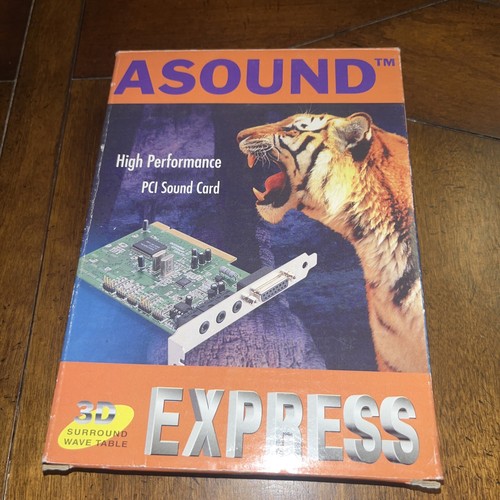 ASOUND™
High Performance
PCI Sound Card
3D
SURROUND
WAVE TABLE
EXPRESS